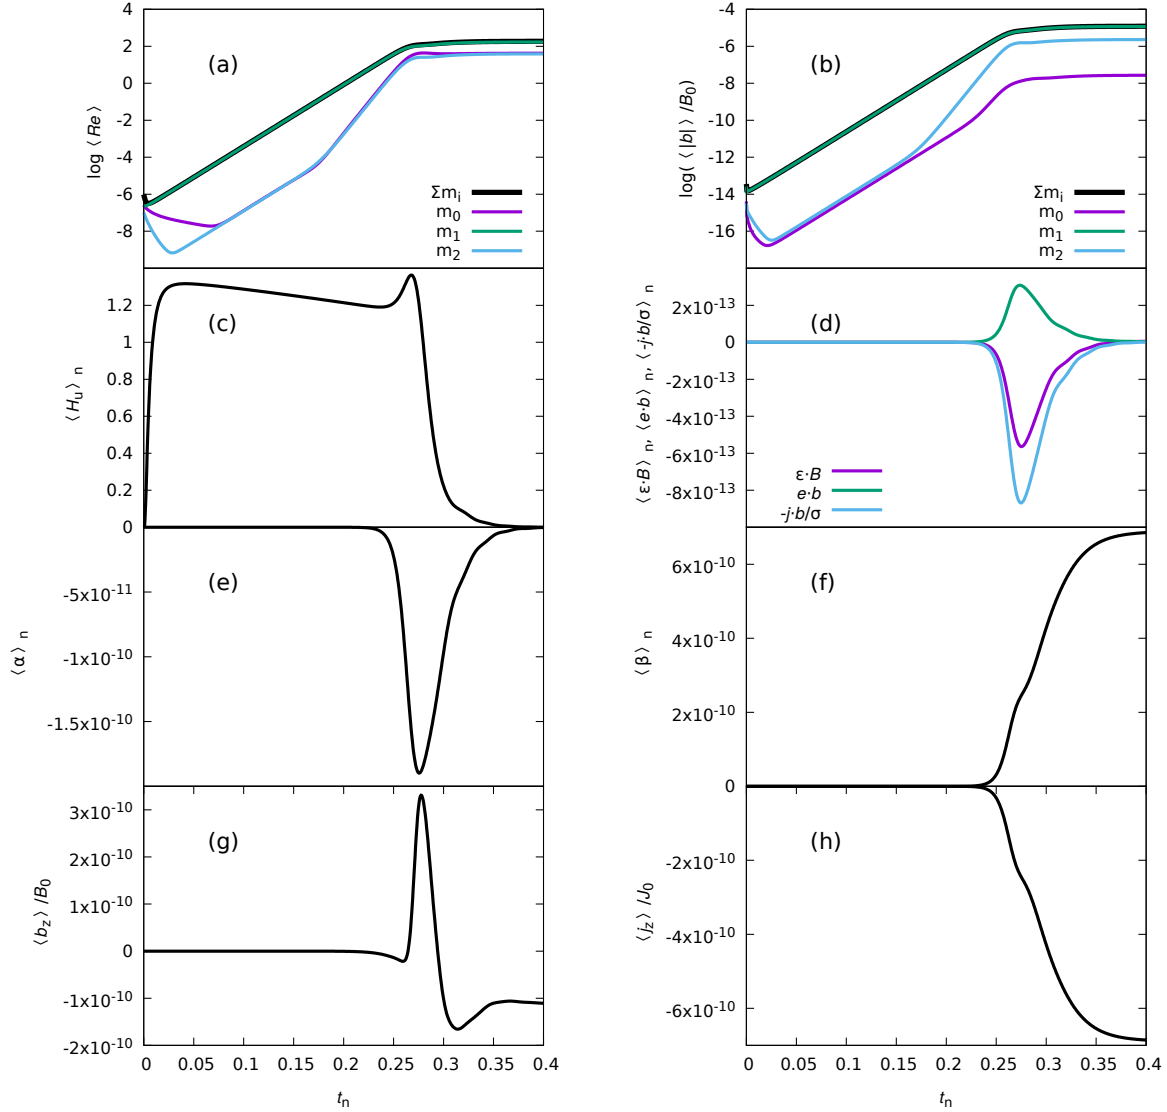 4
2
0
-2
-4
-6
-8
log ⟨Re⟩
(a)
Σmᵢ
m₀
m₁
m₂
-4
-6
-8
-10
-12
-14
-16
log(⟨|b|⟩/B₀)
(b)
Σmᵢ
m₀
m₁
m₂
1.2
1
0.8
0.6
0.4
0.2
0
⟨Hᵤ⟩ₙ
(c)
2x10⁻¹³
0
-2x10⁻¹³
-4x10⁻¹³
-6x10⁻¹³
-8x10⁻¹³
⟨ε·B⟩ₙ, ⟨e·b⟩ₙ, ⟨-j·b/σ⟩ₙ
(d)
ε·B
e·b
-j·b/σ
-5x10⁻¹¹
-1x10⁻¹⁰
-1.5x10⁻¹⁰
⟨α⟩ₙ
(e)
6x10⁻¹⁰
4x10⁻¹⁰
2x10⁻¹⁰
0
⟨β⟩ₙ
(f)
3x10⁻¹⁰
2x10⁻¹⁰
1x10⁻¹⁰
0
-1x10⁻¹⁰
-2x10⁻¹⁰
⟨b_z⟩/B₀
(g)
0 0.05 0.1 0.15 0.2 0.25 0.3 0.35 0.4
tₙ
-2x10⁻¹⁰
-4x10⁻¹⁰
-6x10⁻¹⁰
⟨j_z⟩/J₀
(h)
0 0.05 0.1 0.15 0.2 0.25 0.3 0.35 0.4
tₙ